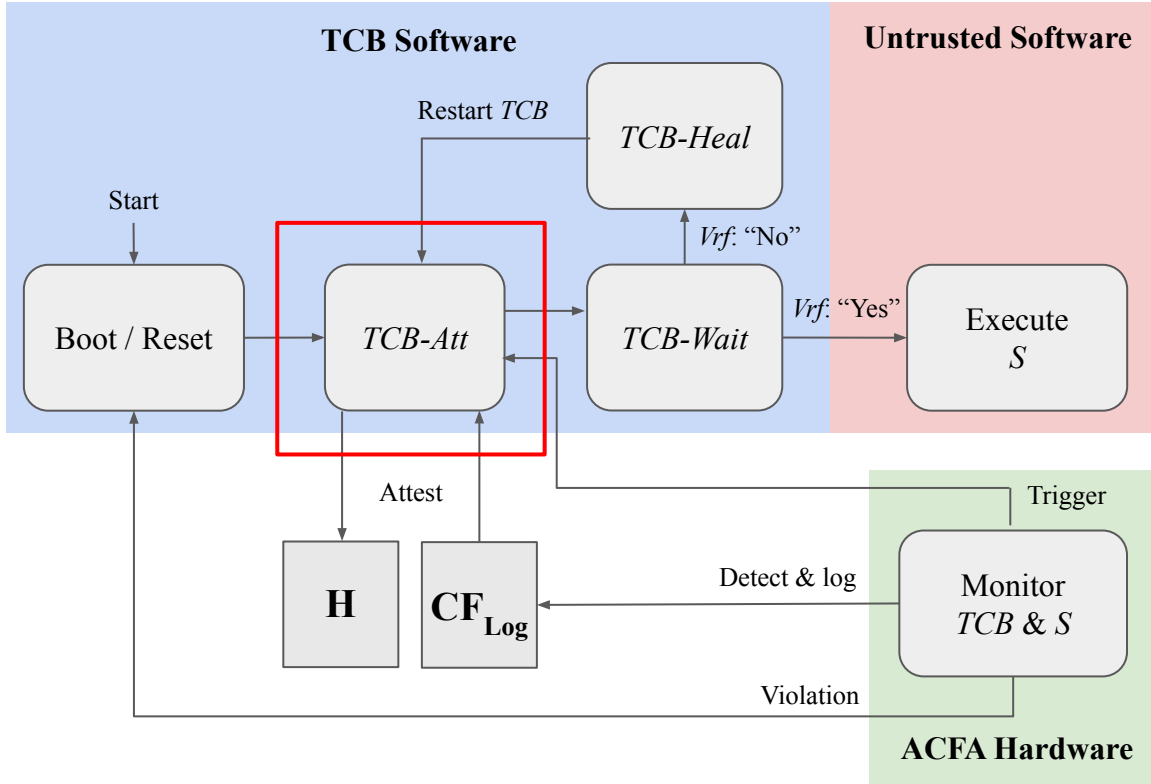 TCB Software
Untrusted Software
Restart TCB
TCB-Heal
Start
Vrf: “No”
Boot / Reset
TCB-Att
TCB-Wait
Vrf: “Yes”
Execute
S
Attest
Trigger
H
CF_Log
Detect & log
Monitor
TCB & S
Violation
ACFA Hardware